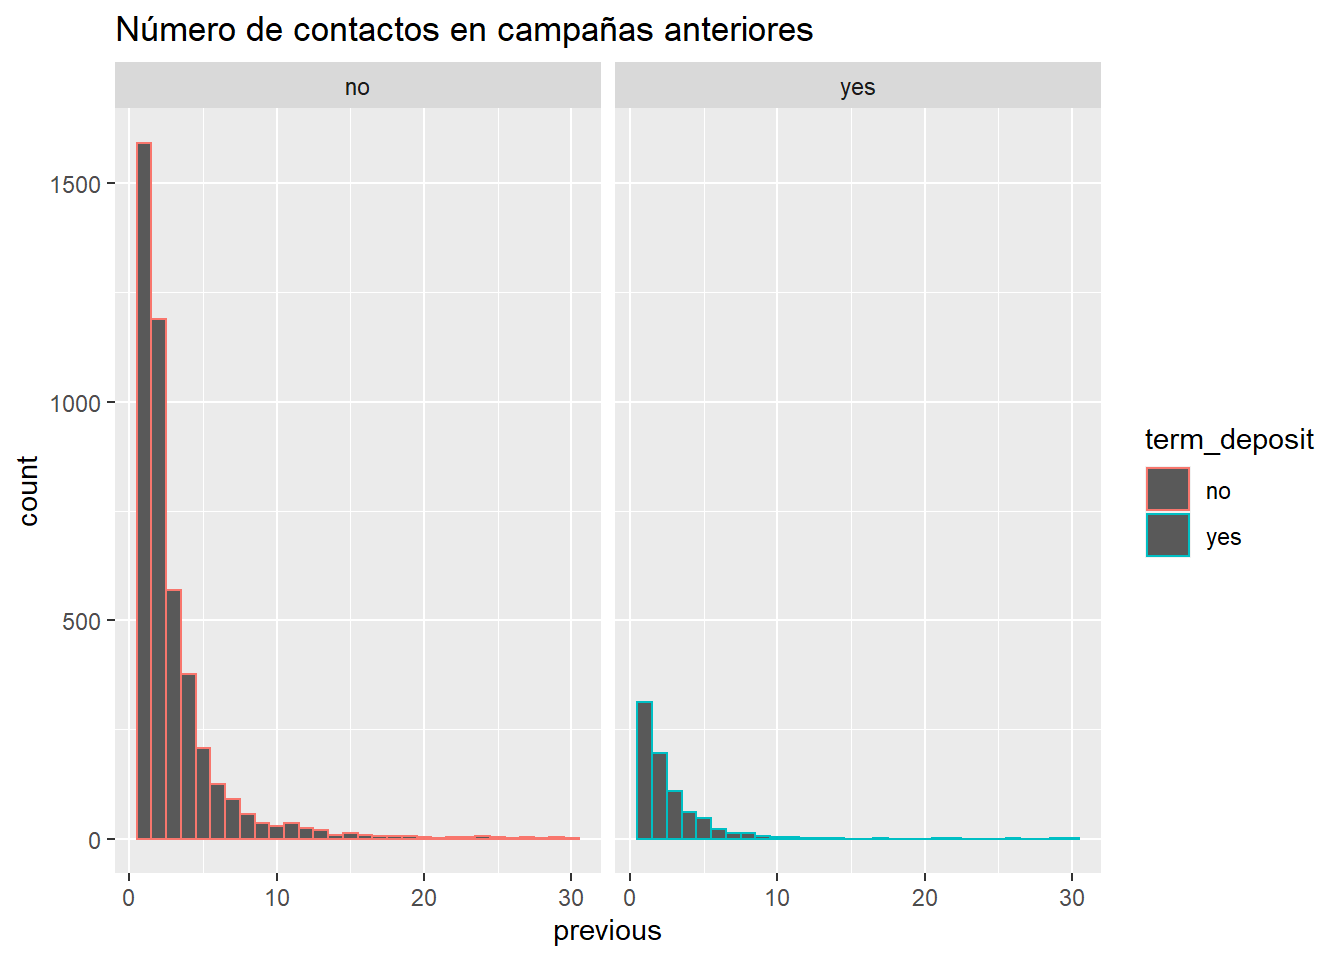 Número de contactos en campañas anteriores
no
yes
1500
1000
500
0
count
0
10
20
30
0
10
20
30
previous
term_deposit
no
yes